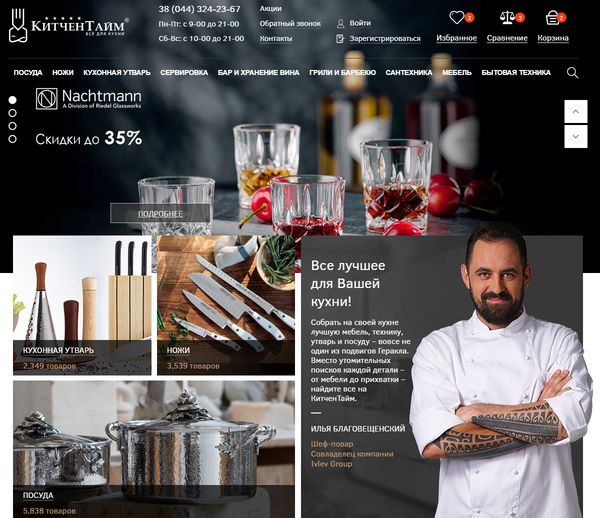 КитченТайм®
ВСЕ ДЛЯ КУХНИ
38 (044) 324-23-67
Пн-Пт: с 9-00 до 21-00
Сб-Вс: с 10-00 до 21-00
Акции
Обратный звонок
Контакты
Войти
Зарегистрироваться
2
Избранное
2
Сравнение
2
Корзина
ПОСУДА НОЖИ КУХОННАЯ УТВАРЬ СЕРВИРОВКА БАР И ХРАНЕНИЕ ВИНА ГРИЛИ И БАРБЕКЮ САНТЕХНИКА МЕБЕЛЬ БЫТОВАЯ ТЕХНИКА
Nachtmann
A Division of Riedel Glassworks
Скидки до 35%
ПОДРОБНЕЕ
КУХОННАЯ УТВАРЬ
2,349 товаров
НОЖИ
3,539 товаров
ПОСУДА
5,838 товаров
Все лучшее
для Вашей
кухни!
Собрать на своей кухне
лучшую мебель, технику,
утварь и посуду – вовсе не
один из подвигов Геракла.
Вместо утомительных
поисков каждой детали –
от мебели до прихватки –
найдите все на
КитченТайм.
ИЛЬЯ БЛАГОВЕЩЕНСКИЙ
Шеф-повар
Совладелец компании
Ivlev Group